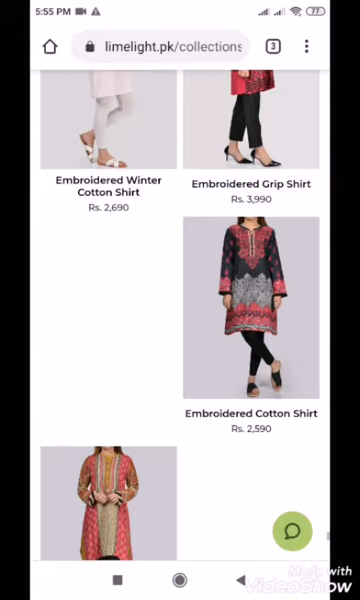 5:55 PM
77
limelight.pk/collections
3
Embroidered Winter
Cotton Shirt
Rs. 2,690
Embroidered Grip Shirt
Rs. 3,990
Embroidered Cotton Shirt
Rs. 2,590
Made with
VideoShow